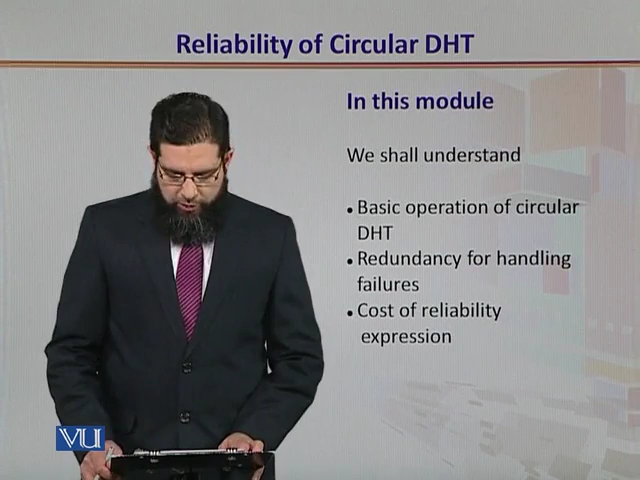 Reliability of Circular DHT
In this module
We shall understand
• Basic operation of circular
DHT
• Redundancy for handling
failures
• Cost of reliability
expression
VU